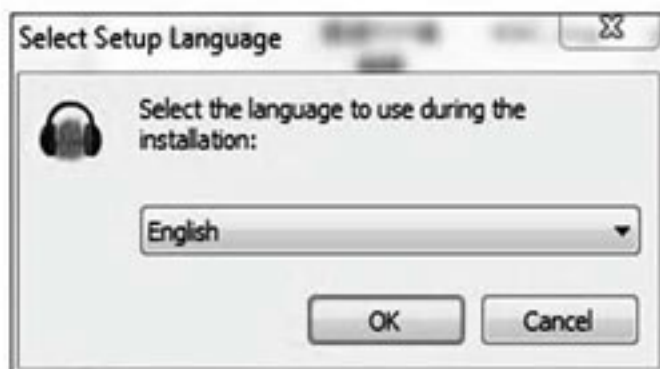 Select Setup Language
Select the language to use during the
installation:
English
OK
Cancel